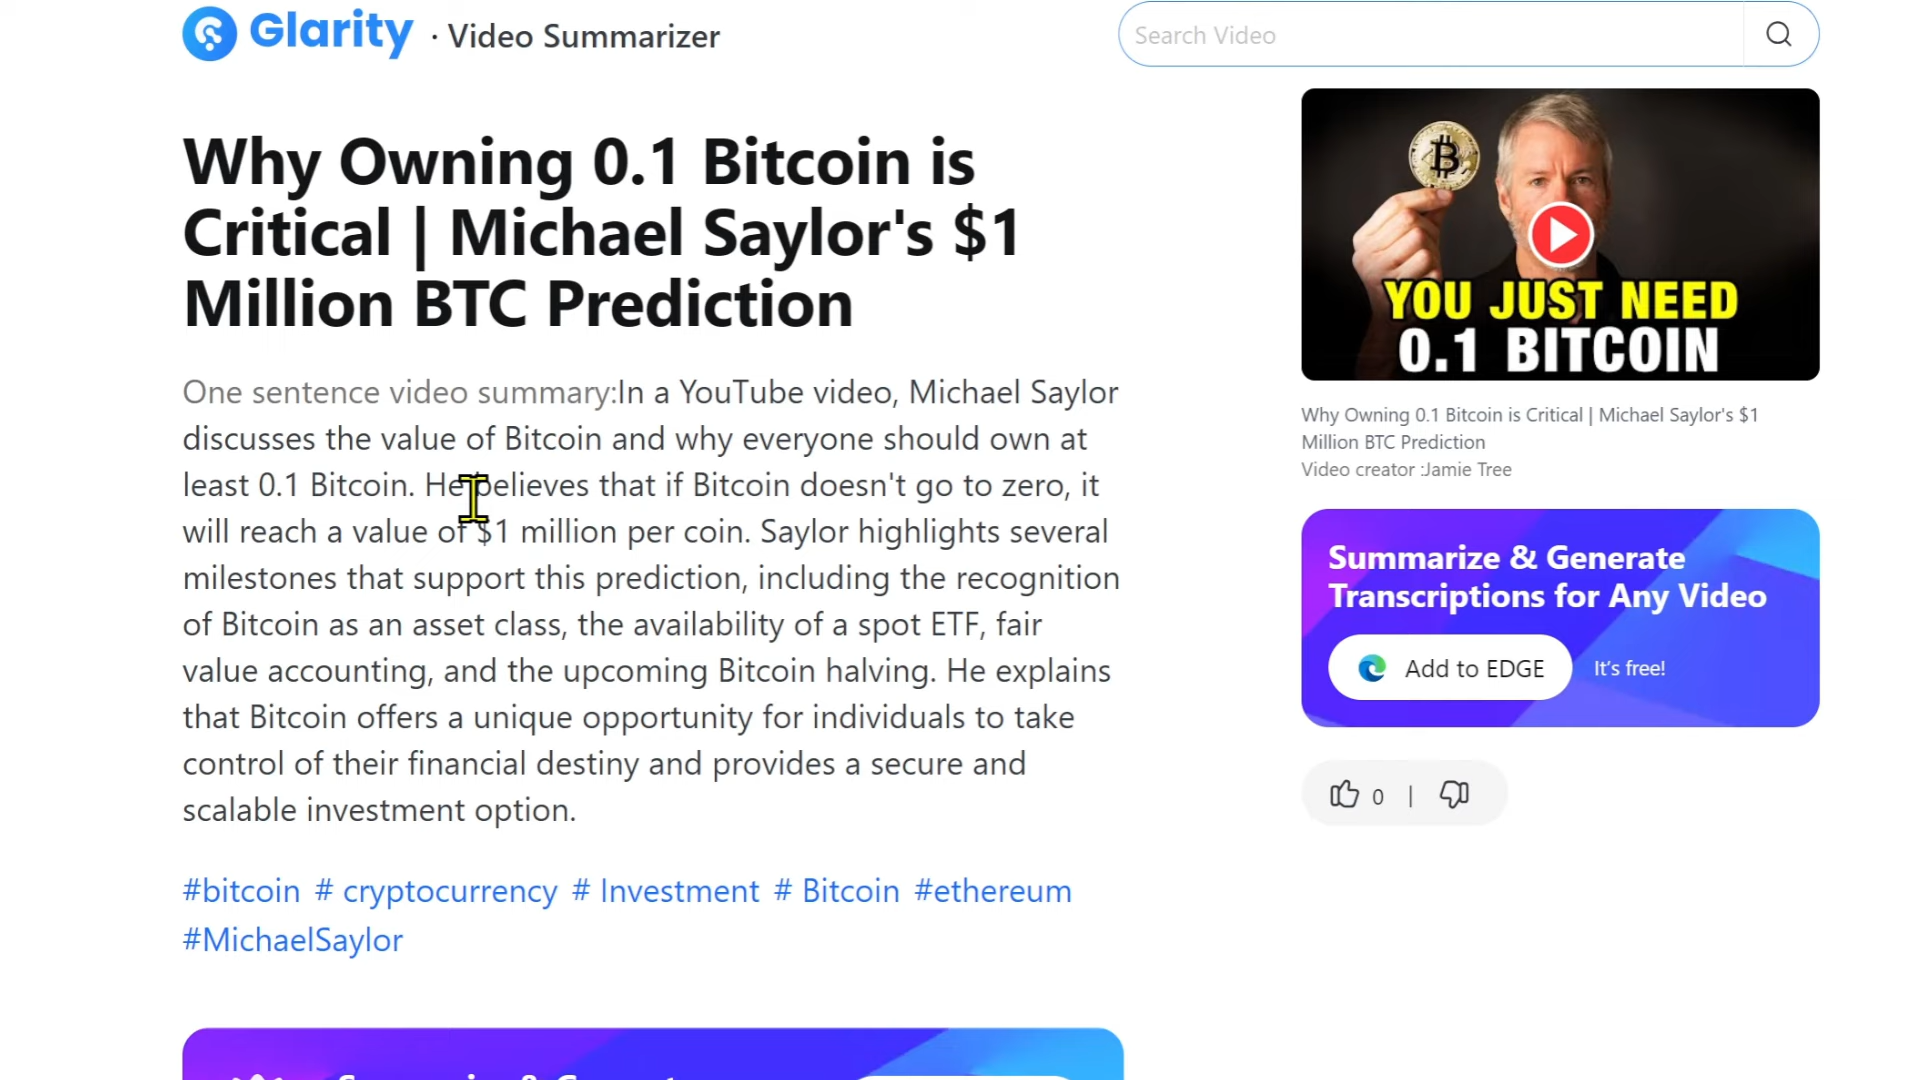 Glarity · Video Summarizer
Search Video
Why Owning 0.1 Bitcoin is
Critical | Michael Saylor's $1
Million BTC Prediction
One sentence video summary:In a YouTube video, Michael Saylor
discusses the value of Bitcoin and why everyone should own at
least 0.1 Bitcoin. He believes that if Bitcoin doesn't go to zero, it
will reach a value of $1 million per coin. Saylor highlights several
milestones that support this prediction, including the recognition
of Bitcoin as an asset class, the availability of a spot ETF, fair
value accounting, and the upcoming Bitcoin halving. He explains
that Bitcoin offers a unique opportunity for individuals to take
control of their financial destiny and provides a secure and
scalable investment option.
#bitcoin # cryptocurrency # Investment # Bitcoin #ethereum
#MichaelSaylor
YOU JUST NEED
0.1 BITCOIN
Why Owning 0.1 Bitcoin is Critical | Michael Saylor's $1
Million BTC Prediction
Video creator :Jamie Tree
Summarize & Generate
Transcriptions for Any Video
Add to EDGE It's free!
0 |